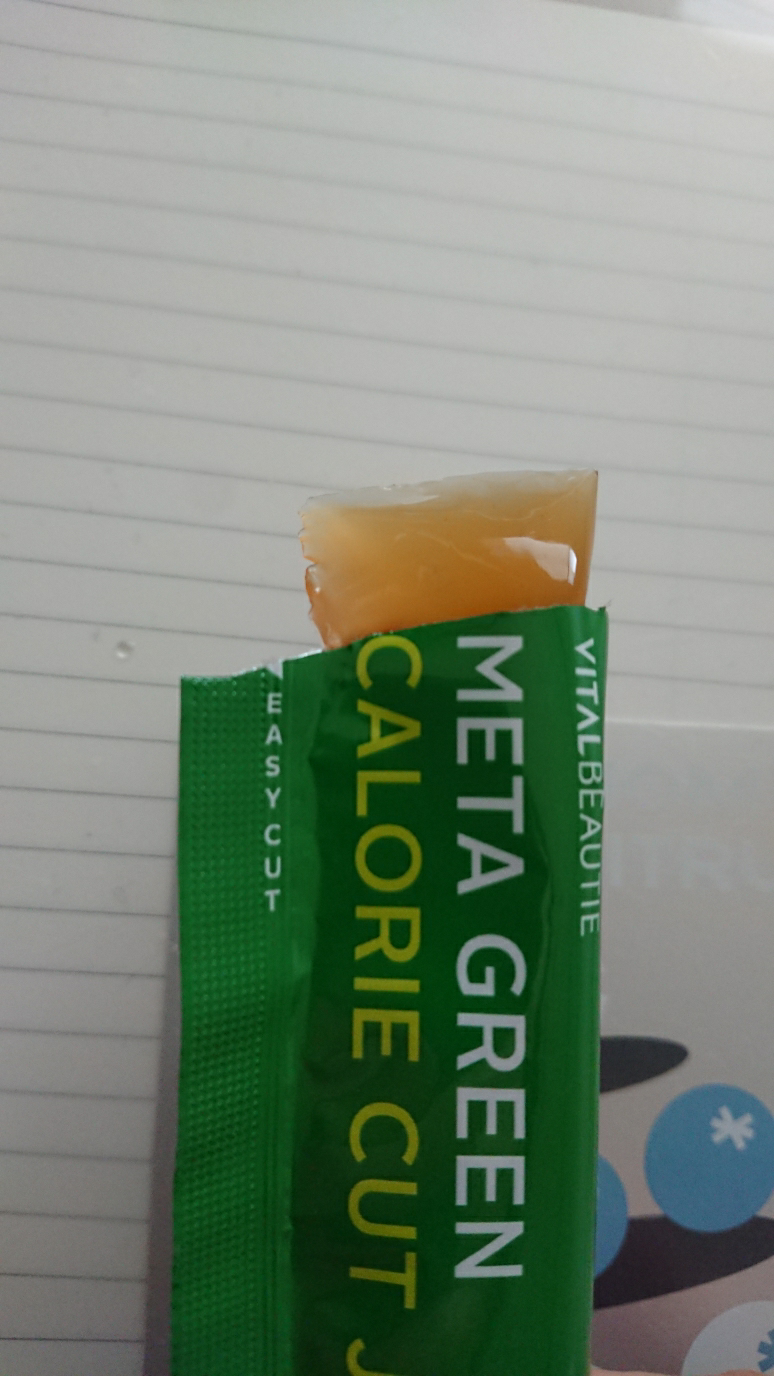 VITALBEAUTIE
META GREEN
CALORIE CUT J
EASY CUT